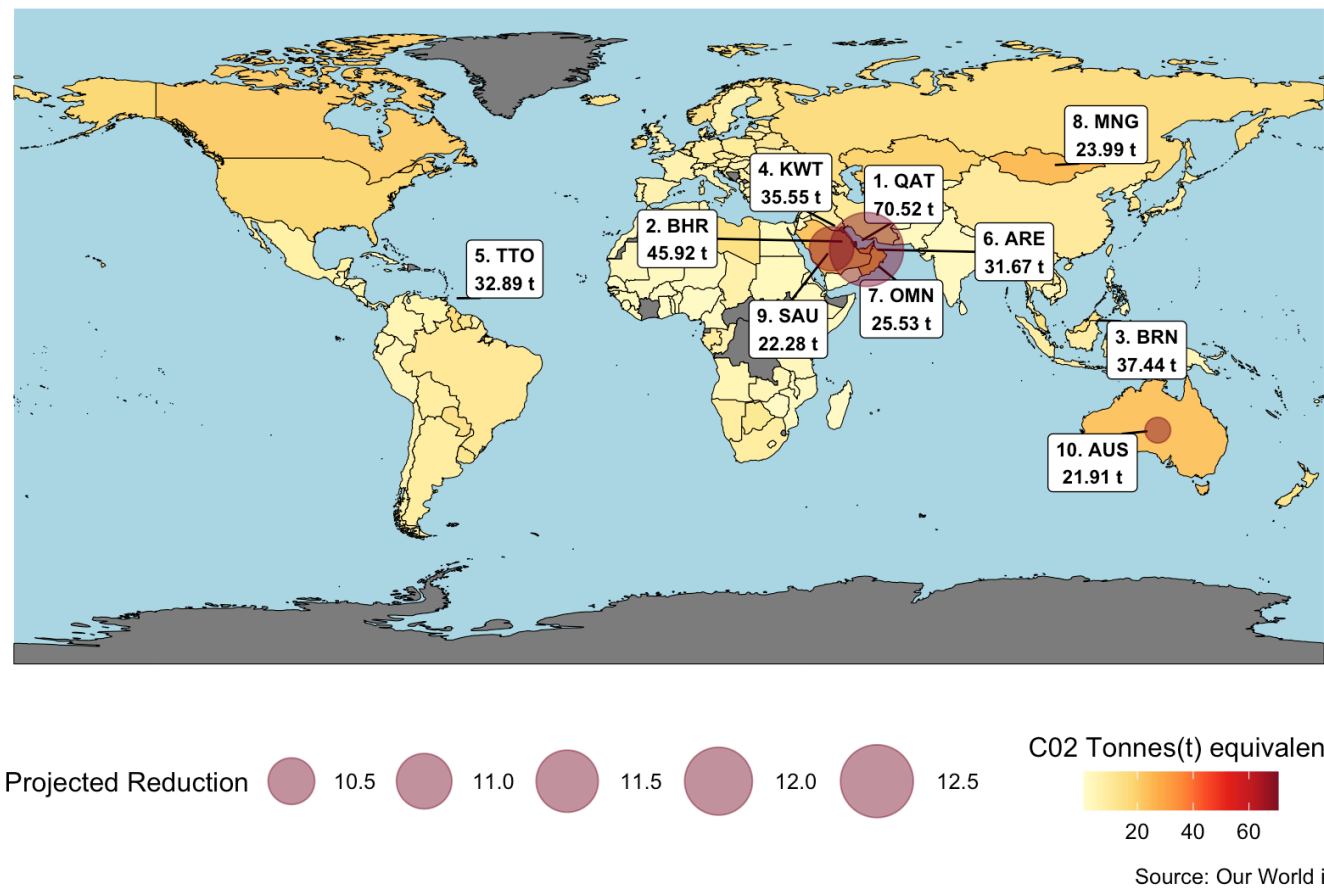 8. MNG
23.99 t
4. KWT
35.55 t
1. QAT
70.52 t
2. BHR
45.92 t
6. ARE
31.67 t
5. TTO
32.89 t
7. OMN
25.53 t
9. SAU
22.28 t
3. BRN
37.44 t
10. AUS
21.91 t
Projected Reduction 10.5 11.0 11.5 12.0 12.5
C02 Tonnes(t) equivalen
20 40 60
Source: Our World i